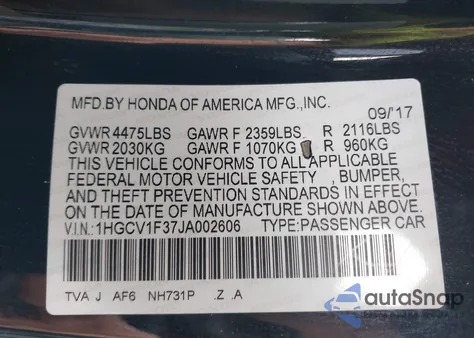 MFD.BY HONDA OF AMERICA MFG.,INC.
09/'17
GVWR 4475LBS GAWR F 2359LBS R 2116LBS
GVWR 2030KG GAWR F 1070KG R 960KG
THIS VEHICLE CONFORMS TO ALL APPLICABLE
FEDERAL MOTOR VEHICLE SAFETY , BUMPER,
AND THEFT PREVENTION STANDARDS IN EFFECT
ON THE DATE OF MANUFACTURE SHOWN ABOVE.
V.I.N.:1HGCV1F37JA002606 TYPE:PASSENGER CAR
TVA J AF6 NH731P .Z .A
autoSnap